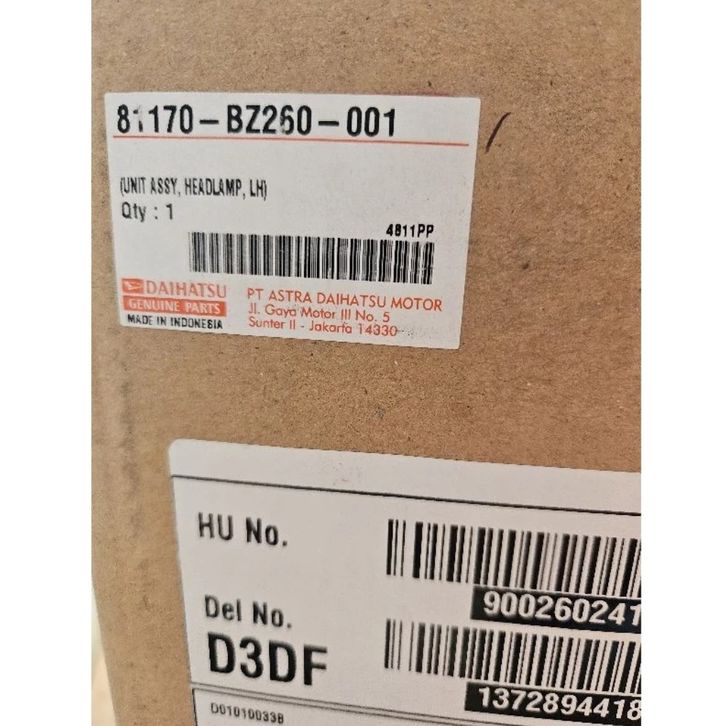 81170-BZ260-001
(UNIT ASSY, HEADLAMP, LH)
Qty : 1
4811PP
DAIHATSU
GENUINE PARTS
MADE IN INDONESIA
PT ASTRA DAIHATSU MOTOR
Jl. Gaya Motor III No. 5
Sunter II - Jakarta 14330
HU No.
900260241
Del No.
D3DF
1372894418
D01010033B